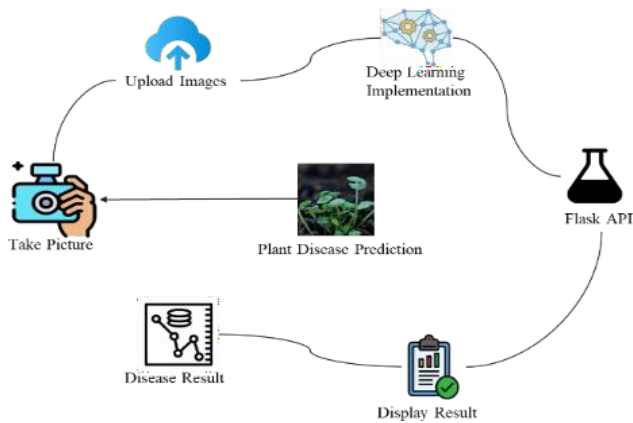 Upload Images
Deep Learning
Implementation
Take Picture
Plant Disease Prediction
Flask API
Disease Result
Display Result